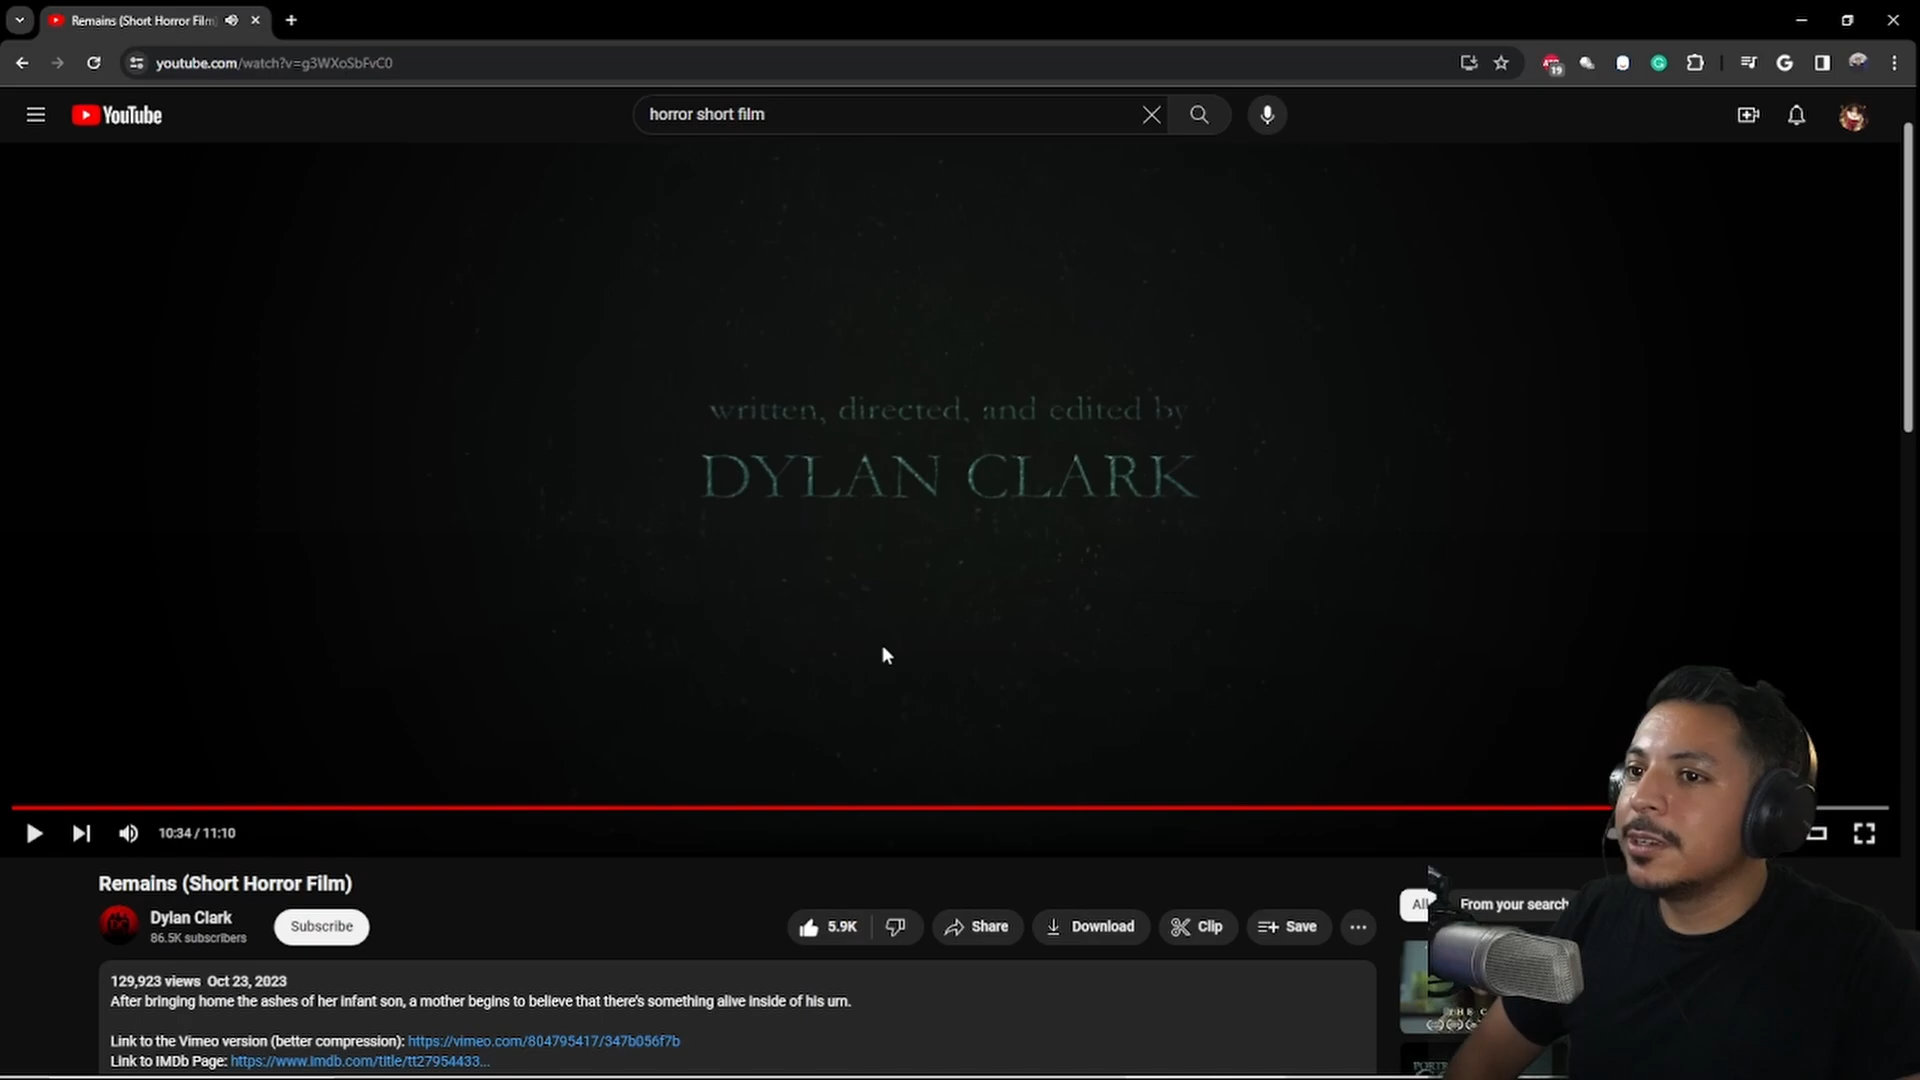 Remains (Short Horror Film)
youtube.com/watch?v=g3WXoSbFvC0
19
YouTube
horror short film
written, directed, and edited by
DYLAN CLARK
10:34 / 11:10
Remains (Short Horror Film)
Dylan Clark
86.5K subscribers
Subscribe
5.9K
Share
Download
Clip
Save
All
From your search
129,923 views Oct 23, 2023
After bringing home the ashes of her infant son, a mother begins to believe that there's something alive inside of his urn.
Link to the Vimeo version (better compression): https://vimeo.com/804795417/347b056f7b
Link to IMDb Page: https://www.imdb.com/title/tt27954433...